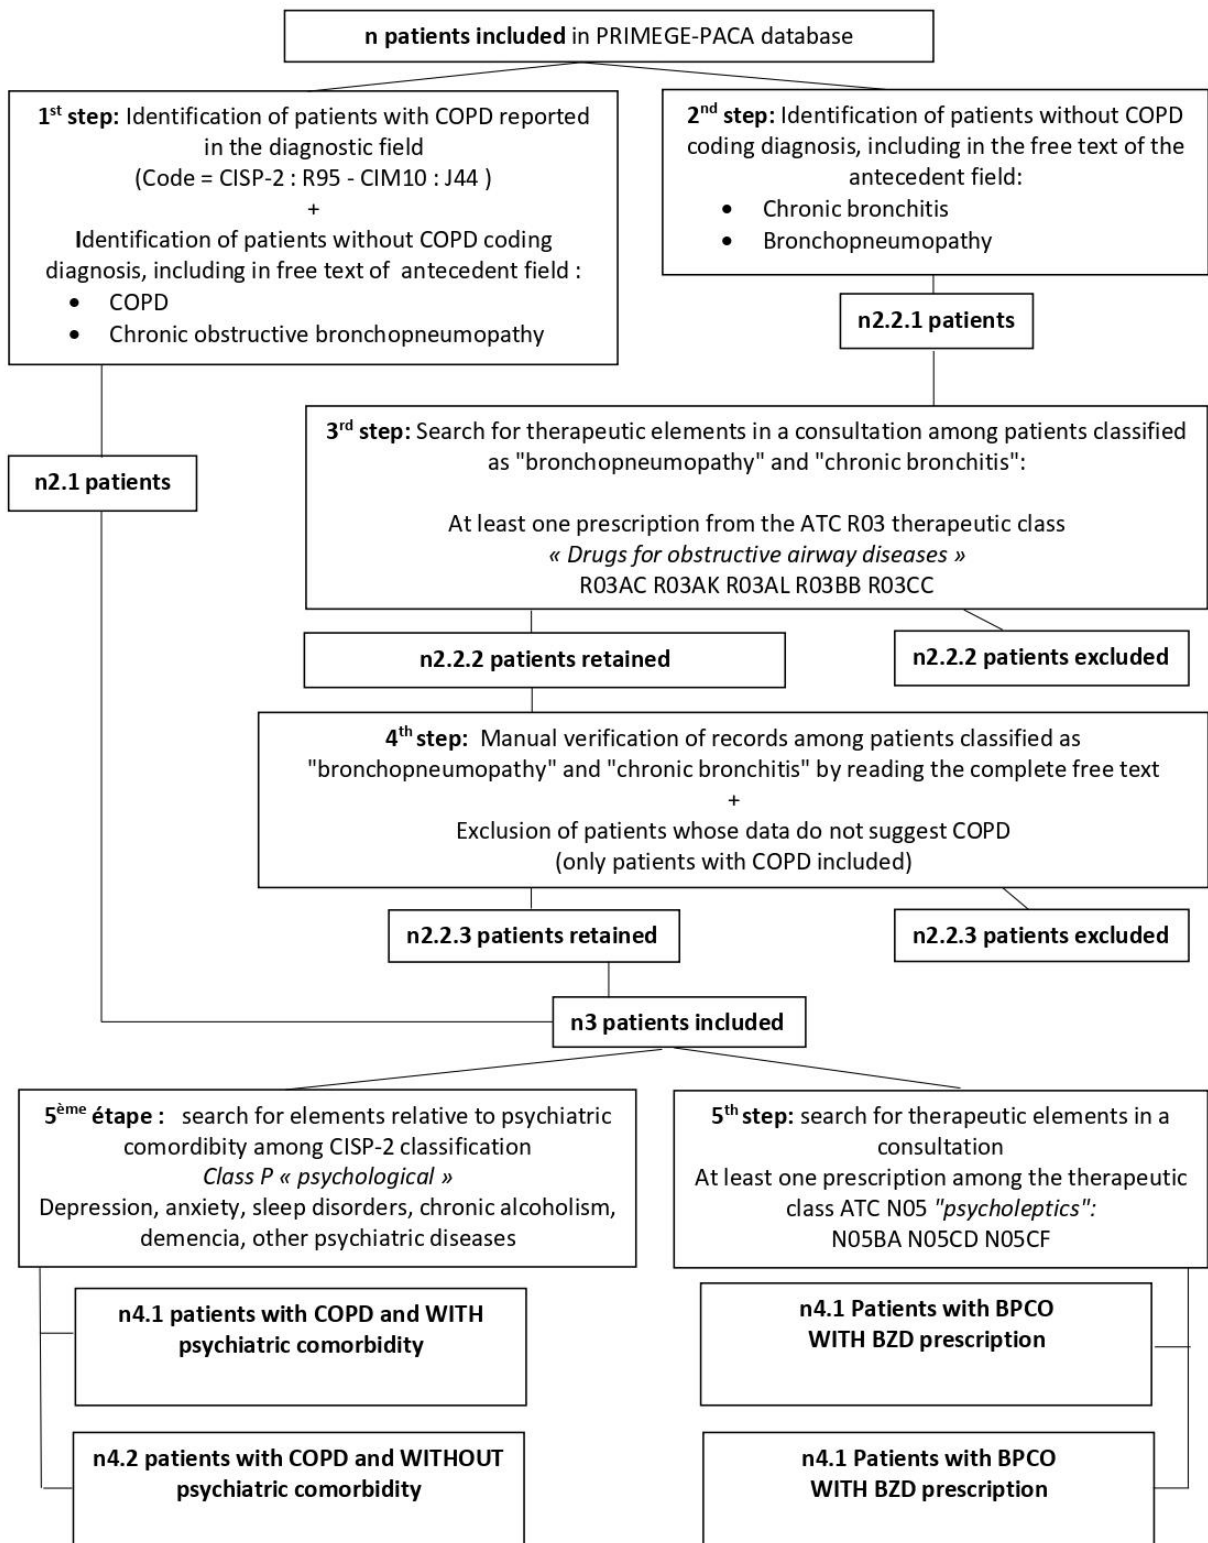 n patients included in PRIMEGE-PACA database
1st step: Identification of patients with COPD reported
in the diagnostic field
(Code = CISP-2 : R95 - CIM10 : J44 )
+
Identification of patients without COPD coding
diagnosis, including in free text of antecedent field :
• COPD
• Chronic obstructive bronchopneumopathy
2nd step: Identification of patients without COPD
coding diagnosis, including in the free text of the
antecedent field:
• Chronic bronchitis
• Bronchopneumopathy
n2.2.1 patients
3rd step: Search for therapeutic elements in a consultation among patients classified
as "bronchopneumopathy" and "chronic bronchitis":
At least one prescription from the ATC R03 therapeutic class
« Drugs for obstructive airway diseases »
R03AC R03AK R03AL R03BB R03CC
n2.1 patients
n2.2.2 patients retained
n2.2.2 patients excluded
4th step: Manual verification of records among patients classified as
"bronchopneumopathy" and "chronic bronchitis" by reading the complete free text
+
Exclusion of patients whose data do not suggest COPD
(only patients with COPD included)
n2.2.3 patients retained
n2.2.3 patients excluded
n3 patients included
5ème étape : search for elements relative to psychiatric
comordibity among CISP-2 classification
Class P « psychological »
Depression, anxiety, sleep disorders, chronic alcoholism,
demencia, other psychiatric diseases
5th step: search for therapeutic elements in a
consultation
At least one prescription among the therapeutic
class ATC N05 "psycholeptics":
N05BA N05CD N05CF
n4.1 patients with COPD and WITH
psychiatric comorbidity
n4.1 Patients with BPCO
WITH BZD prescription
n4.2 patients with COPD and WITHOUT
psychiatric comorbidity
n4.1 Patients with BPCO
WITH BZD prescription